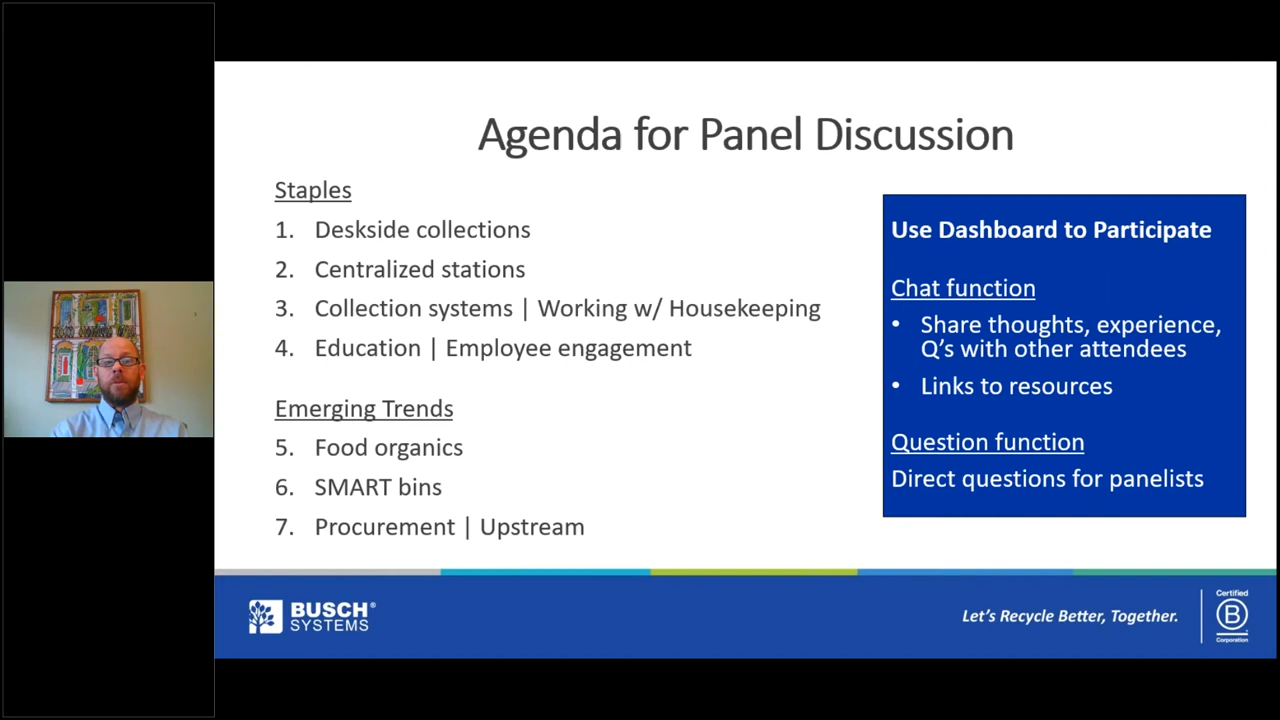 Agenda for Panel Discussion
Staples
1. Deskside collections
2. Centralized stations
3. Collection systems | Working w/ Housekeeping
4. Education | Employee engagement
Emerging Trends
5. Food organics
6. SMART bins
7. Procurement | Upstream
Use Dashboard to Participate
Chat function
• Share thoughts, experience,
Q's with other attendees
• Links to resources
Question function
Direct questions for panelists
BUSCH®
SYSTEMS
Let's Recycle Better, Together.
Certified
B
Corporation